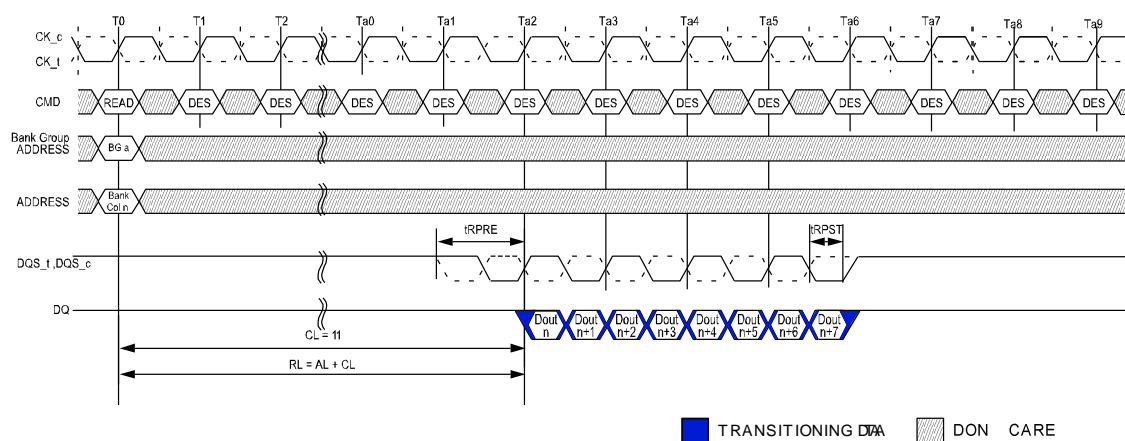 T0 T1 T2 Ta0 Ta1 Ta2 Ta3 Ta4 Ta5 Ta6 Ta7 Ta8 Ta9
CK_c
CK_t
CMD READ DES DES DES DES DES DES DES DES DES DES DES DES
Bank Group
ADDRESS
BG a
ADDRESS
Bank
Col n
tRPRE tRPST
DQS_t ,DQS_c
DQ
Dout Dout Dout Dout Dout Dout Dout Dout
n n+1 n+2 n+3 n+4 n+5 n+6 n+7
CL = 11
RL = AL + CL
TRANSITIONING DATA DON CARE